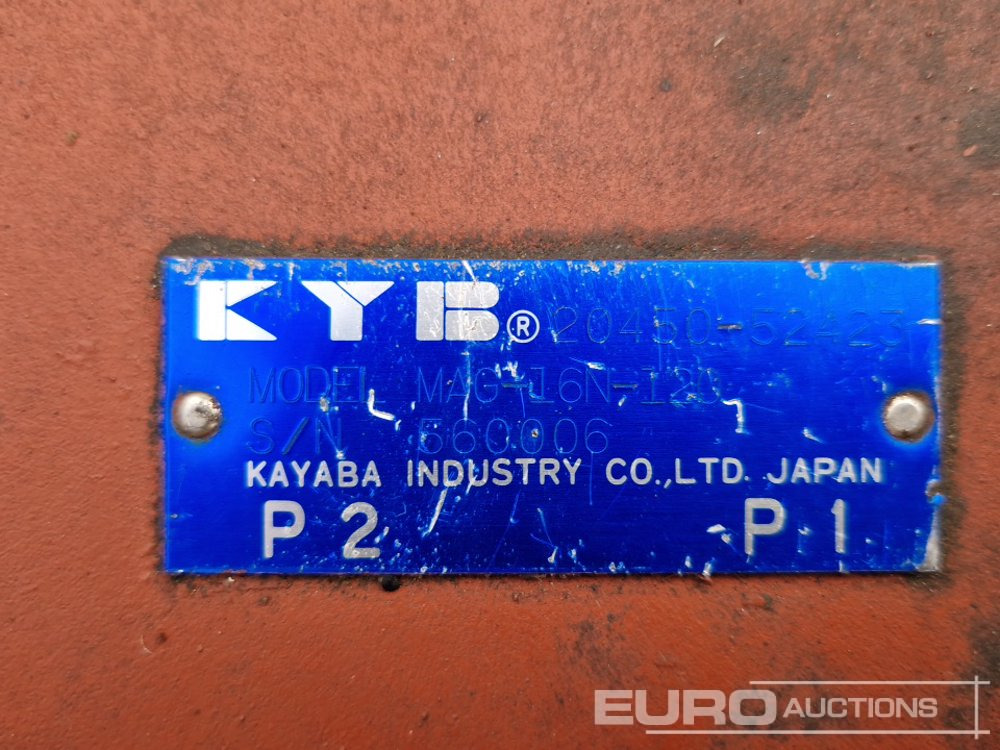 KYB® 20450-52423
MODEL MAG-16N-120
S/N 560006
KAYABA INDUSTRY CO.,LTD. JAPAN
P 2 P 1
EURO AUCTIONS